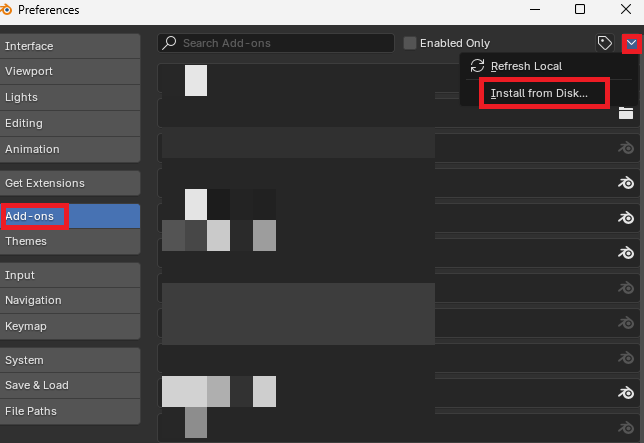 Preferences
Interface
Viewport
Lights
Editing
Animation
Get Extensions
Add-ons
Themes
Input
Navigation
Keymap
System
Save & Load
File Paths
Search Add-ons
Enabled Only
Refresh Local
Install from Disk...